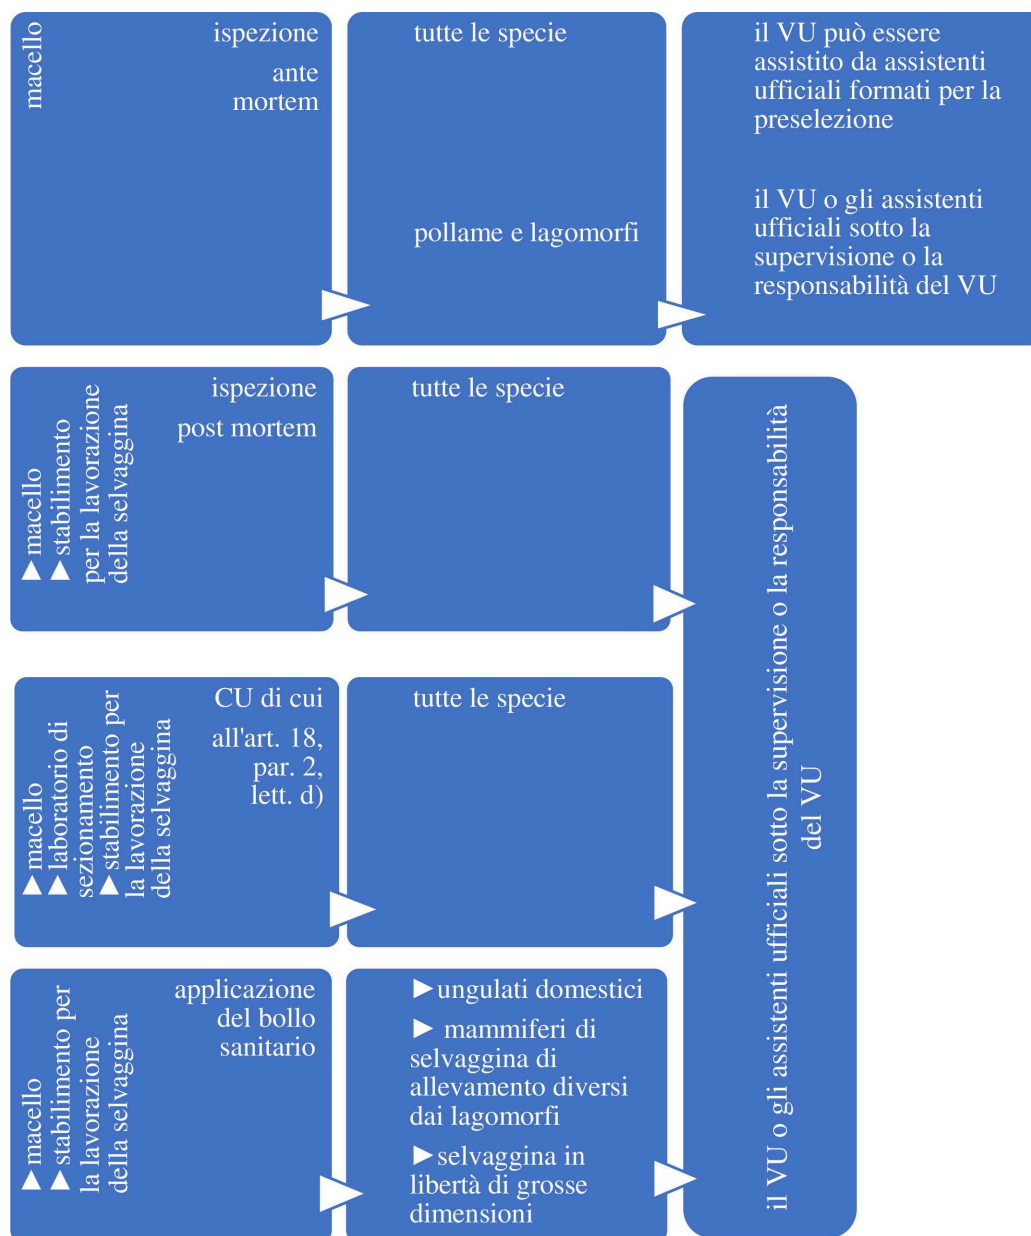 macello
ispezione
ante
mortem
tutte le specie
pollame e lagomorfi
il VU può essere
assistito da assistenti
ufficiali formati per la
preselezione
il VU o gli assistenti
ufficiali sotto la
supervisione o la
responsabilità del VU
►macello
►stabilimento
per la lavorazione
della selvaggina
ispezione
post mortem
tutte le specie
►macello
►laboratorio di
sezionamento
►stabilimento per
la lavorazione
della selvaggina
CU di cui
all'art. 18,
par. 2,
lett. d)
tutte le specie
►macello
►stabilimento per
la lavorazione
della selvaggina
applicazione
del bollo
sanitario
►ungulati domestici
► mammiferi di
selvaggina di
allevamento diversi
dai lagomorfi
►selvaggina in
libertà di grosse
dimensioni
il VU o gli assistenti ufficiali sotto la supervisione o la responsabilità
del VU